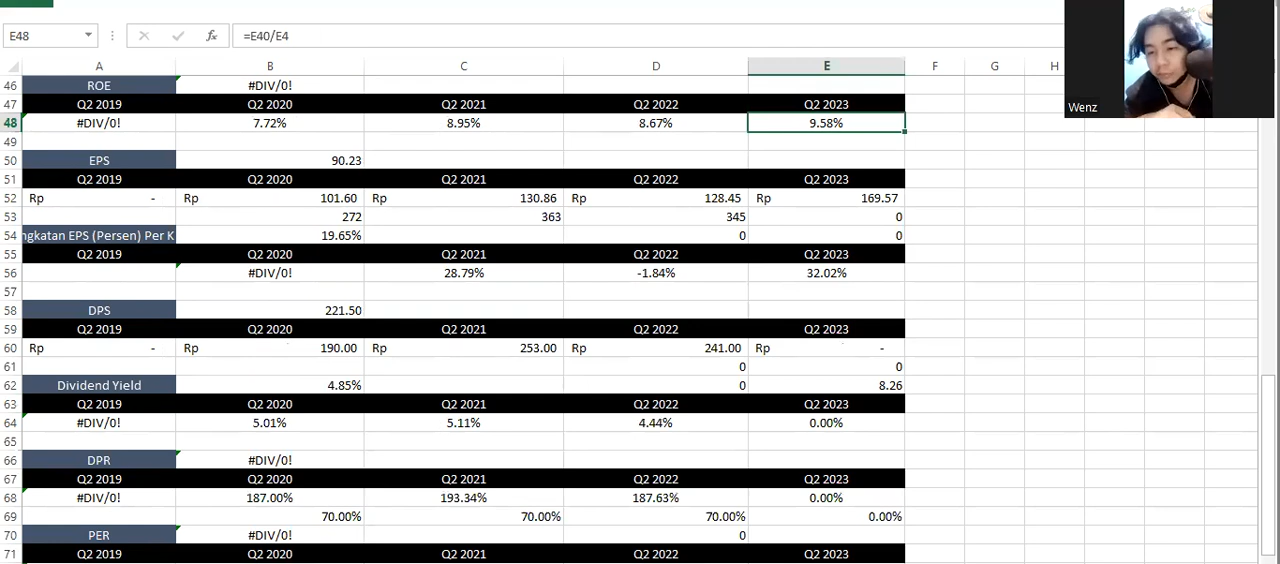 E48 fx =E40/E4
A B C D E F G H
46 ROE #DIV/0!
47 Q2 2019 Q2 2020 Q2 2021 Q2 2022 Q2 2023
48 #DIV/0! 7.72% 8.95% 8.67% 9.58%
49
50 EPS 90.23
51 Q2 2019 Q2 2020 Q2 2021 Q2 2022 Q2 2023
52 Rp - Rp 101.60 Rp 130.86 Rp 128.45 Rp 169.57
53 272 363 345 0
54 ngkatan EPS (Persen) Per K 19.65% 0 0
55 Q2 2019 Q2 2020 Q2 2021 Q2 2022 Q2 2023
56 #DIV/0! 28.79% -1.84% 32.02%
57
58 DPS 221.50
59 Q2 2019 Q2 2020 Q2 2021 Q2 2022 Q2 2023
60 Rp - Rp 190.00 Rp 253.00 Rp 241.00 Rp -
61 0 0
62 Dividend Yield 4.85% 0 8.26
63 Q2 2019 Q2 2020 Q2 2021 Q2 2022 Q2 2023
64 #DIV/0! 5.01% 5.11% 4.44% 0.00%
65
66 DPR #DIV/0!
67 Q2 2019 Q2 2020 Q2 2021 Q2 2022 Q2 2023
68 #DIV/0! 187.00% 193.34% 187.63% 0.00%
69 70.00% 70.00% 70.00% 0.00%
70 PER #DIV/0! 0
71 Q2 2019 Q2 2020 Q2 2021 Q2 2022 Q2 2023
Wenz